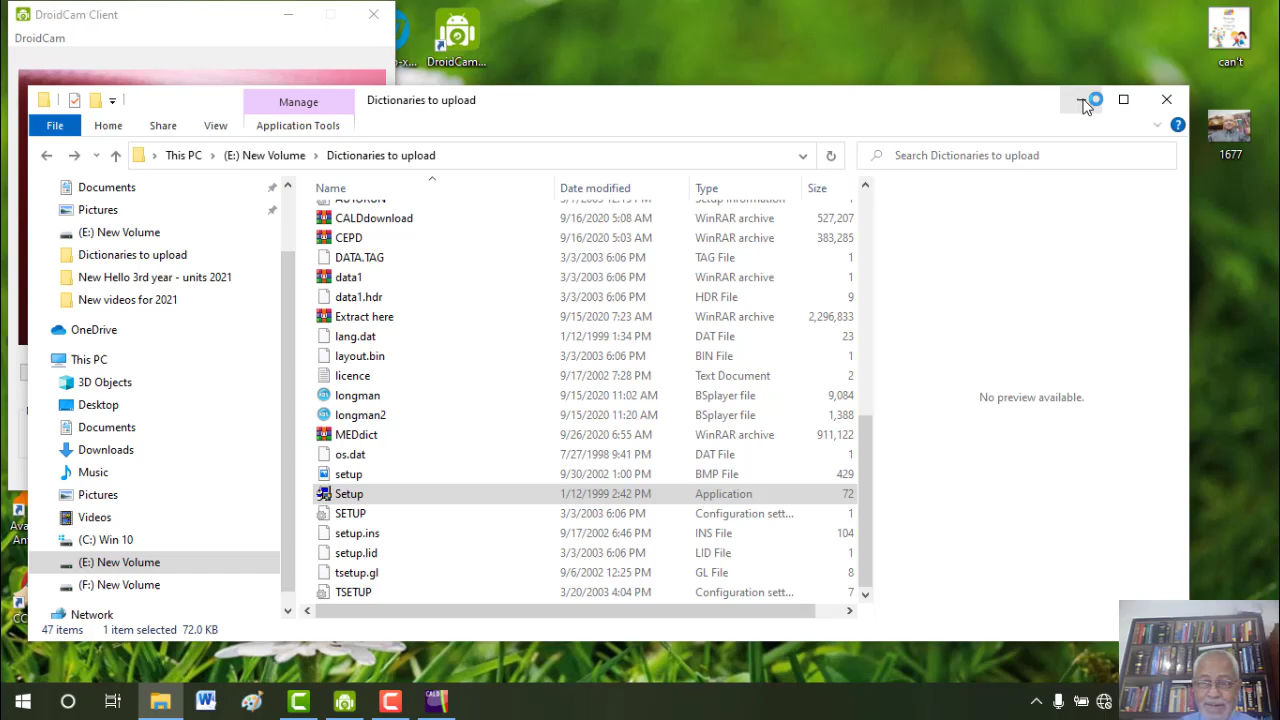 DroidCam Client
DroidCam
DroidCam...
can't
1677
Manage
Dictionaries to upload
File
Home
Share
View
Application Tools
?
This PC > (E:) New Volume > Dictionaries to upload
Search Dictionaries to upload
Documents
Pictures
(E:) New Volume
Dictionaries to upload
New Hello 3rd year - units 2021
New videos for 2021
OneDrive
This PC
3D Objects
Desktop
Documents
Downloads
Music
Pictures
Videos
(C:) Win 10
(E:) New Volume
(F:) New Volume
Network
Name Date modified Type Size
CALDdownload 9/16/2020 5:08 AM WinRAR archive 527,207
CEPD 9/16/2020 5:03 AM WinRAR archive 383,285
DATA.TAG 3/3/2003 6:06 PM TAG File 1
data1 3/3/2003 6:06 PM WinRAR archive 1
data1.hdr 3/3/2003 6:06 PM HDR File 9
Extract here 9/15/2020 7:23 AM WinRAR archive 2,296,833
lang.dat 1/12/1999 1:34 PM DAT File 23
layout.bin 3/3/2003 6:06 PM BIN File 1
licence 9/17/2002 7:28 PM Text Document 2
longman 9/15/2020 11:02 AM BSplayer file 9,084
longman2 9/15/2020 11:20 AM BSplayer file 1,388
MEDdict 9/26/2020 6:55 AM WinRAR archive 911,122
os.dat 7/27/1998 9:41 PM DAT File 1
setup 9/30/2002 1:00 PM BMP File 429
Setup 1/12/1999 2:42 PM Application 72
SETUP 3/3/2003 6:06 PM Configuration sett... 1
setup.ins 9/17/2002 6:46 PM INS File 104
setup.lid 3/3/2003 6:06 PM LID File 1
tsetup.gl 9/6/2002 12:25 PM GL File 8
TSETUP 3/20/2003 4:04 PM Configuration sett... 7
No preview available.
47 items 1 item selected 72.0 KB
CALD